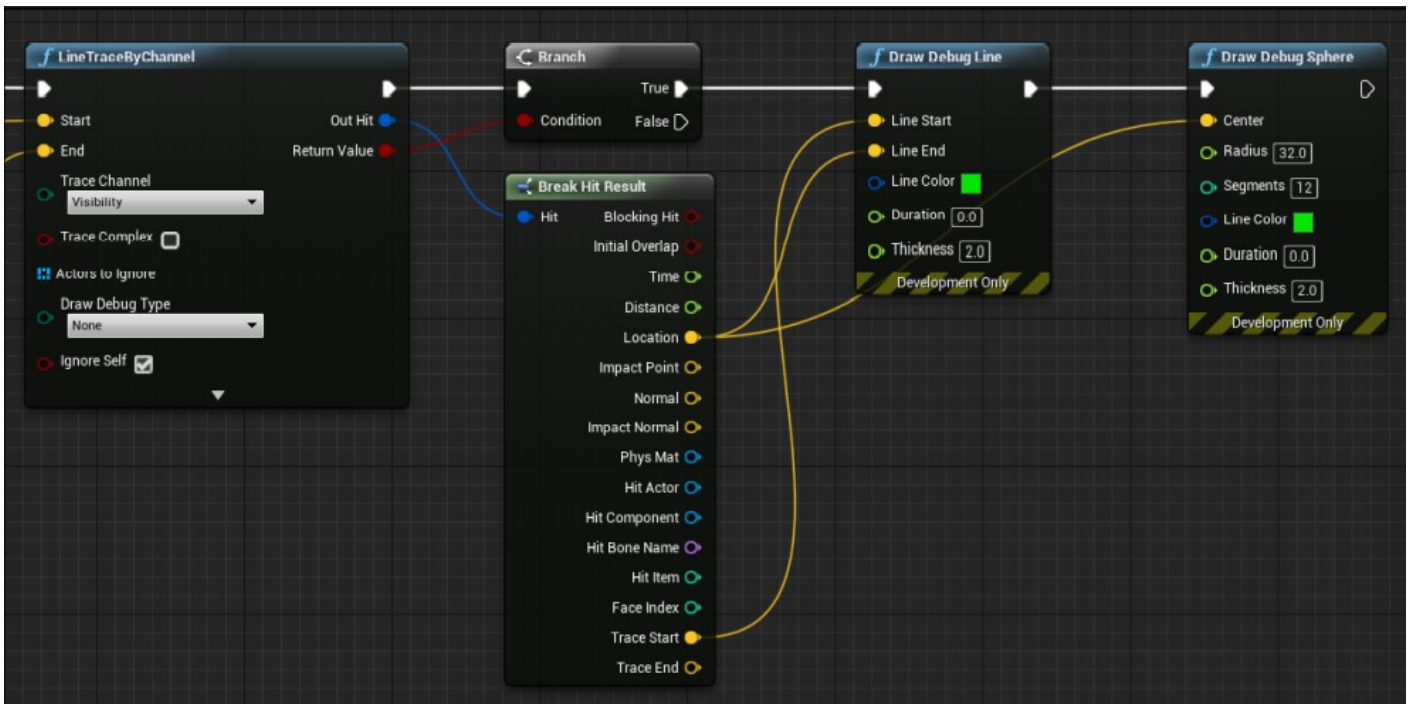 LineTraceByChannel
Start
Out Hit
End
Return Value
Trace Channel
Visibility
Trace Complex
Actors to Ignore
Draw Debug Type
None
Ignore Self
Branch
True
Condition
False
Break Hit Result
Hit
Blocking Hit
Initial Overlap
Time
Distance
Location
Impact Point
Normal
Impact Normal
Phys Mat
Hit Actor
Hit Component
Hit Bone Name
Hit Item
Face Index
Trace Start
Trace End
Draw Debug Line
Line Start
Line End
Line Color
Duration 0.0
Thickness 2.0
Development Only
Draw Debug Sphere
Center
Radius 32.0
Segments 12
Line Color
Duration 0.0
Thickness 2.0
Development Only